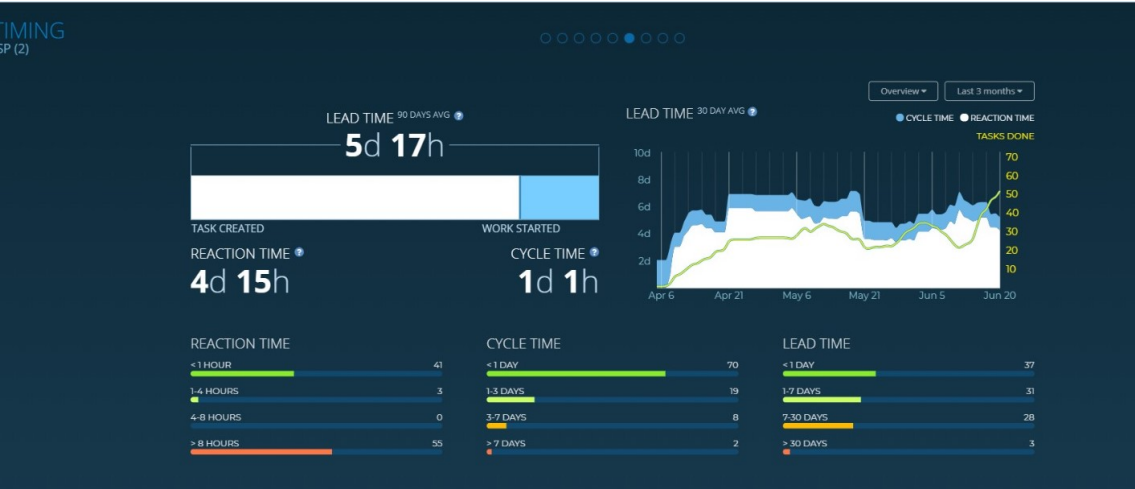 TIMING
SP (2)
Overview
Last 3 months
LEAD TIME 90 DAYS AVG ?
5d 17h
TASK CREATED
WORK STARTED
REACTION TIME ?
4d 15h
CYCLE TIME ?
1d 1h
LEAD TIME 30 DAY AVG ?
CYCLE TIME
REACTION TIME
TASKS DONE
10d
8d
6d
4d
2d
70
60
50
40
30
20
10
Apr 6
Apr 21
May 6
May 21
Jun 5
Jun 20
REACTION TIME
< 1 HOUR 41
1-4 HOURS 3
4-8 HOURS 0
> 8 HOURS 55
CYCLE TIME
< 1 DAY 70
1-3 DAYS 19
3-7 DAYS 8
> 7 DAYS 2
LEAD TIME
< 1 DAY 37
1-7 DAYS 31
7-30 DAYS 28
> 30 DAYS 3